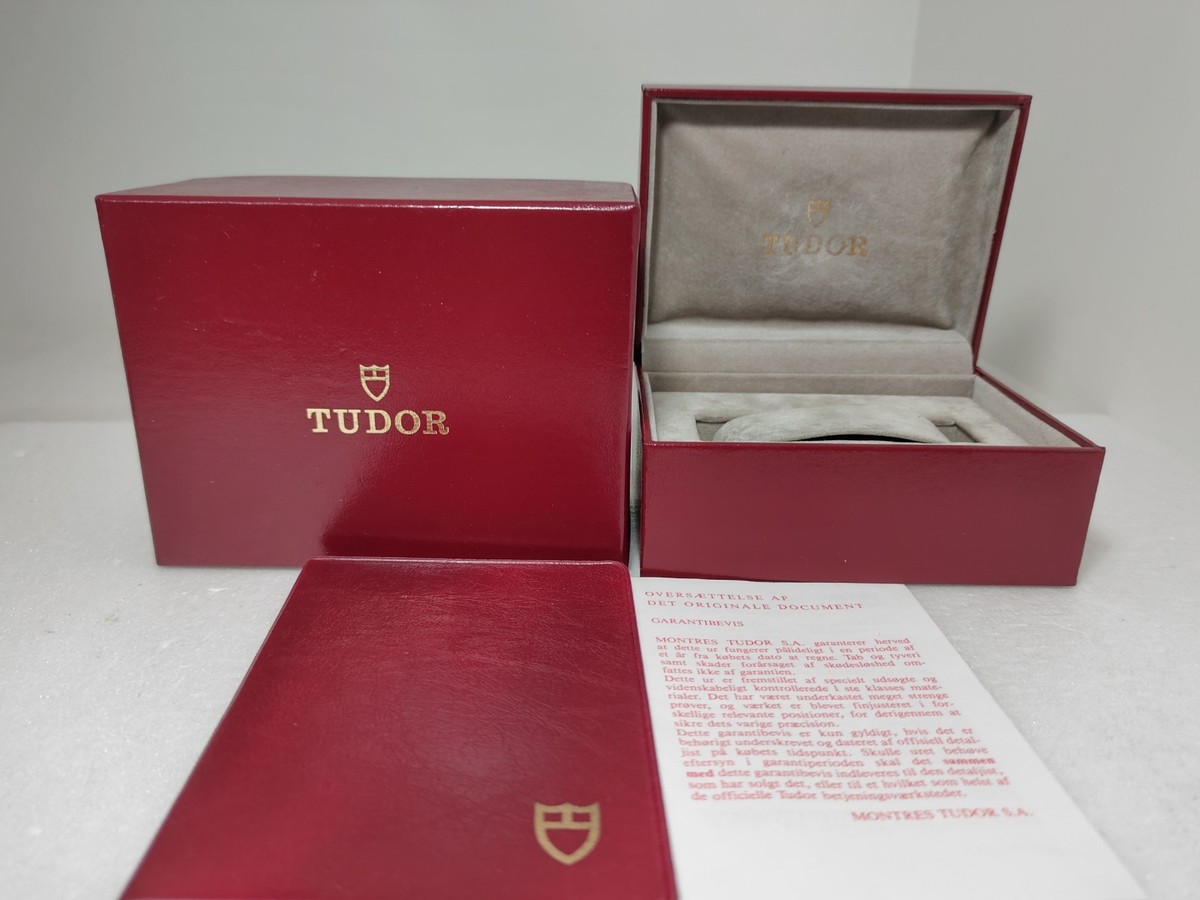 TUDOR
TUDOR
OVERSÆTTELSE AF
DET ORIGINALE DOCUMENT
GARANTIBEVIS
MONTRES TUDOR S.A. garanterer herved
at dette ur fungerer pålideligt i en periode af
et år fra købets dato at regne. Tab og tyveri
samt skader forårsaget af skødesløshed om-
fattes ikke af garantien.
Dette ur er fremstillet af specielt udsøgte og
videnskabeligt kontrollerede 1 ste klasses mate-
rialer. Det har været underkastet meget strenge
prøver, og værket er blevet finjusteret i for-
skellige relevante positioner, for derigennem at
sikre dets varige præcision.
Dette garantibevis er kun gyldigt, hvis det er
behørigt underskrevet og dateret af officiell detal-
jist på købets tidspunkt. Skulle uret behøve
eftersyn i garantiperioden skal det sammen
med dette garantibevis indleveres til den detaljist,
som har solgt det, eller til et hvilket som helst af
de officielle Tudor betjeningsværksteder.
MONTRES TUDOR S.A.